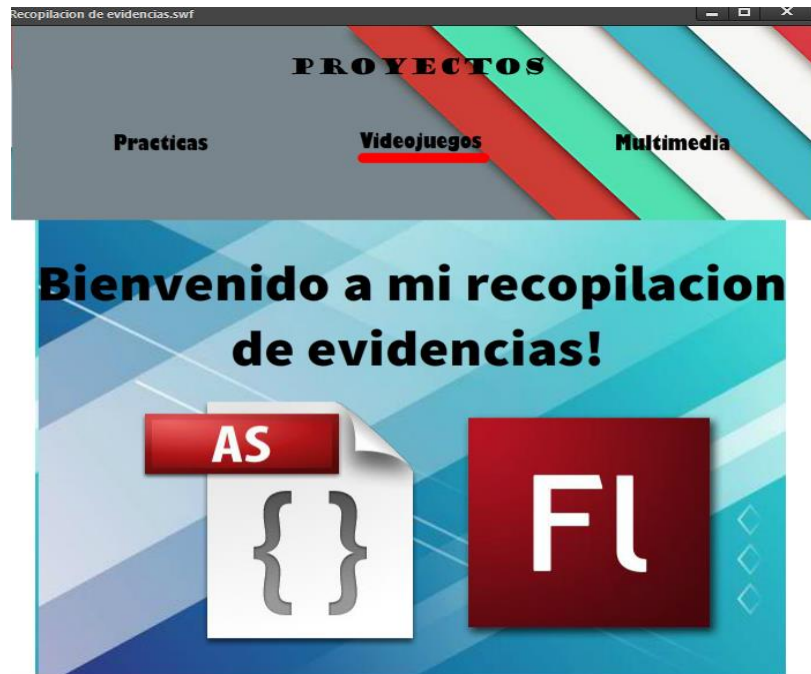 Recopilacion de evidencias.swf
PROYECTOS
Practicas Videojuegos Multimedia
Bienvenido a mi recopilacion
de evidencias!
AS
{ }
Fl